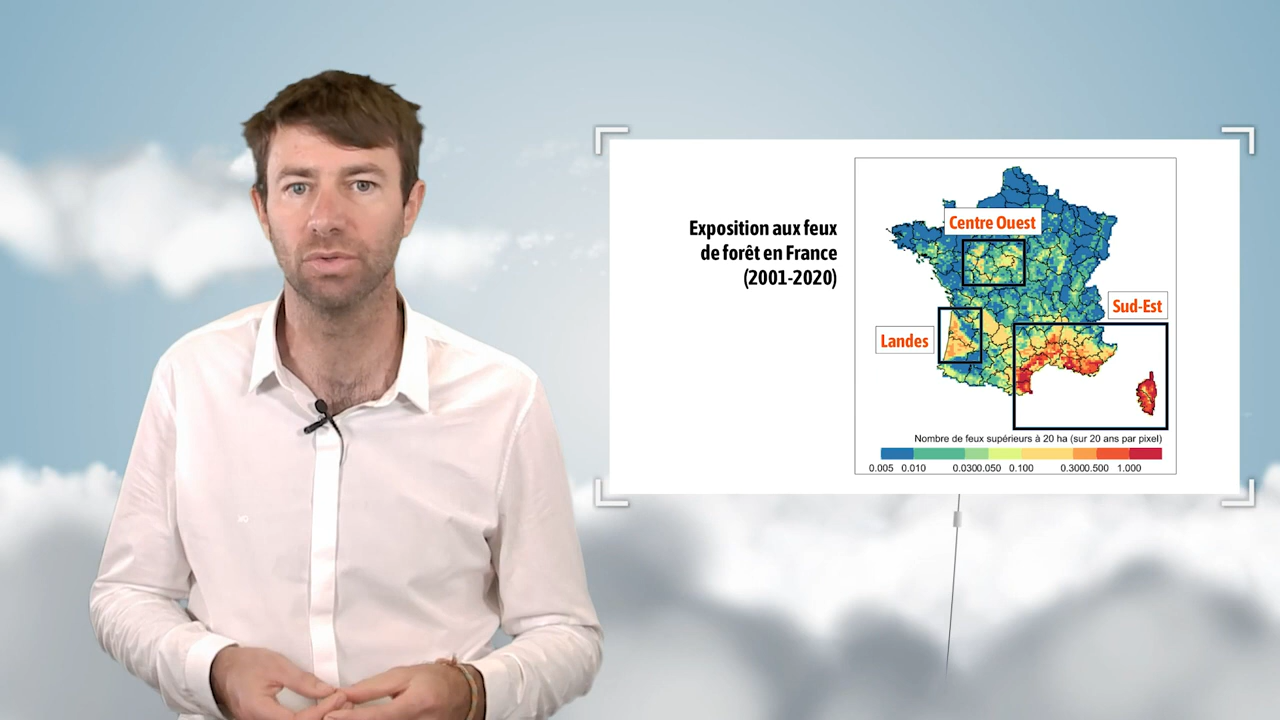 Exposition aux feux
de forêt en France
(2001-2020)
Centre Ouest
Sud-Est
Landes
Nombre de feux supérieurs à 20 ha (sur 20 ans par pixel)
0.005 0.010 0.0300.050 0.100 0.3000.500 1.000